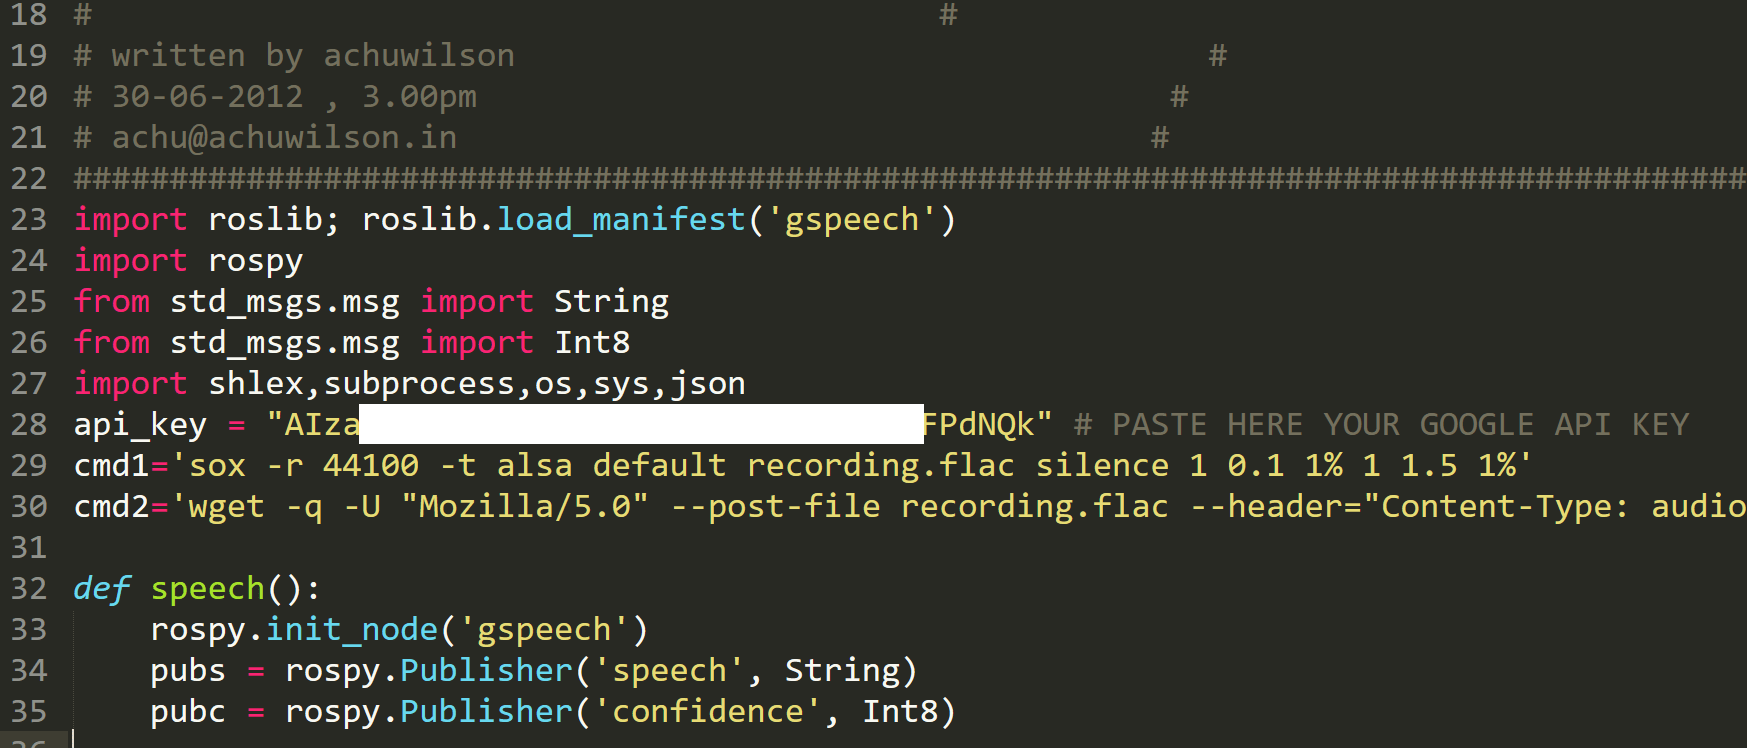 18 # #
19 # written by achuwilson #
20 # 30-06-2012 , 3.00pm #
21 # achu@achuwilson.in #
22 #######################################################################################
23 import roslib; roslib.load_manifest('gspeech')
24 import rospy
25 from std_msgs.msg import String
26 from std_msgs.msg import Int8
27 import shlex,subprocess,os,sys,json
28 api_key = "AIza FPdNQk" # PASTE HERE YOUR GOOGLE API KEY
29 cmd1='sox -r 44100 -t alsa default recording.flac silence 1 0.1 1% 1 1.5 1%'
30 cmd2='wget -q -U "Mozilla/5.0" --post-file recording.flac --header="Content-Type: audio
31
32 def speech():
33 rospy.init_node('gspeech')
34 pubs = rospy.Publisher('speech', String)
35 pubc = rospy.Publisher('confidence', Int8)
36